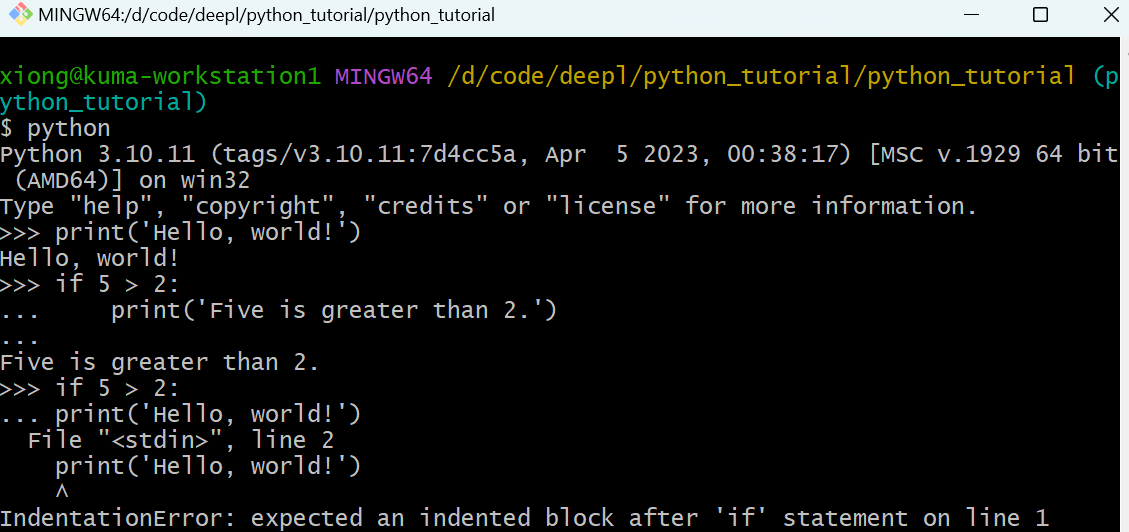 MINGW64:/d/code/deepl/python_tutorial/python_tutorial
xiong@kuma-workstation1 MINGW64 /d/code/deepl/python_tutorial/python_tutorial (p
ython_tutorial)
$ python
Python 3.10.11 (tags/v3.10.11:7d4cc5a, Apr  5 2023, 00:38:17) [MSC v.1929 64 bit
 (AMD64)] on win32
Type "help", "copyright", "credits" or "license" for more information.
>>> print('Hello, world!')
Hello, world!
>>> if 5 > 2:
...     print('Five is greater than 2.')
...
Five is greater than 2.
>>> if 5 > 2:
... print('Hello, world!')
  File "<stdin>", line 2
    print('Hello, world!')
    ^
IndentationError: expected an indented block after 'if' statement on line 1